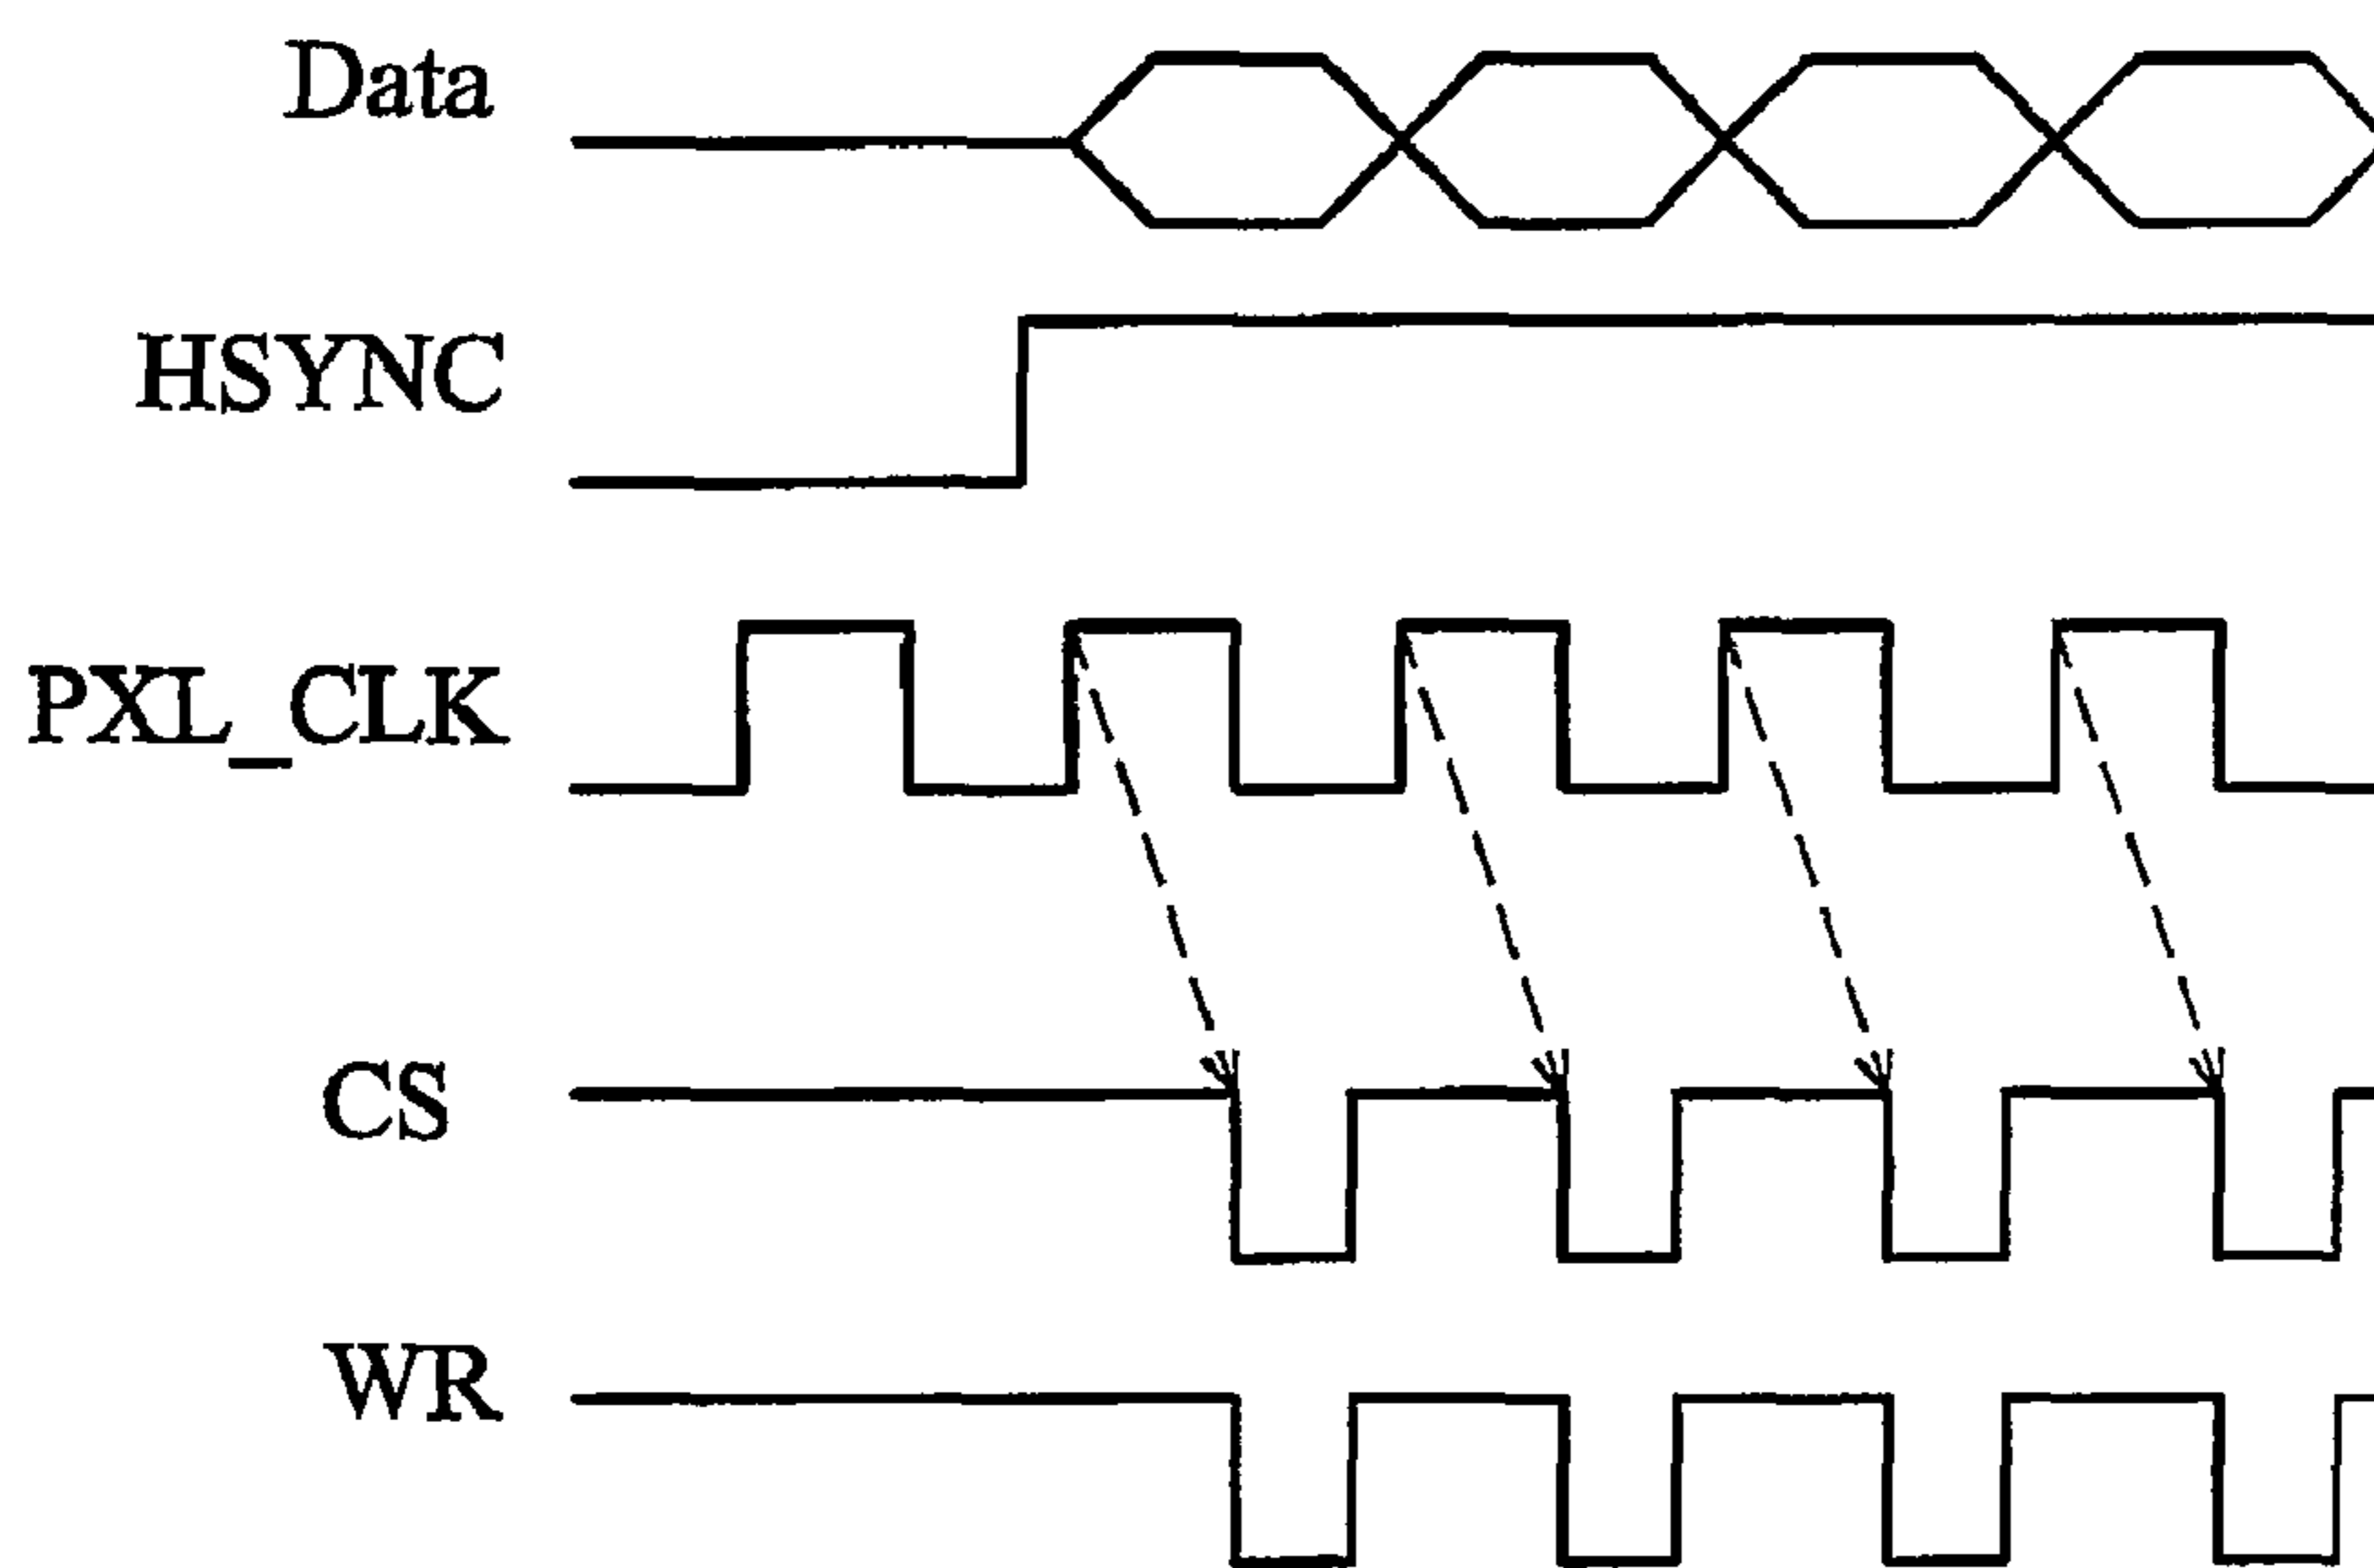 Data
HSYNC
PXL_CLK
CS
WR